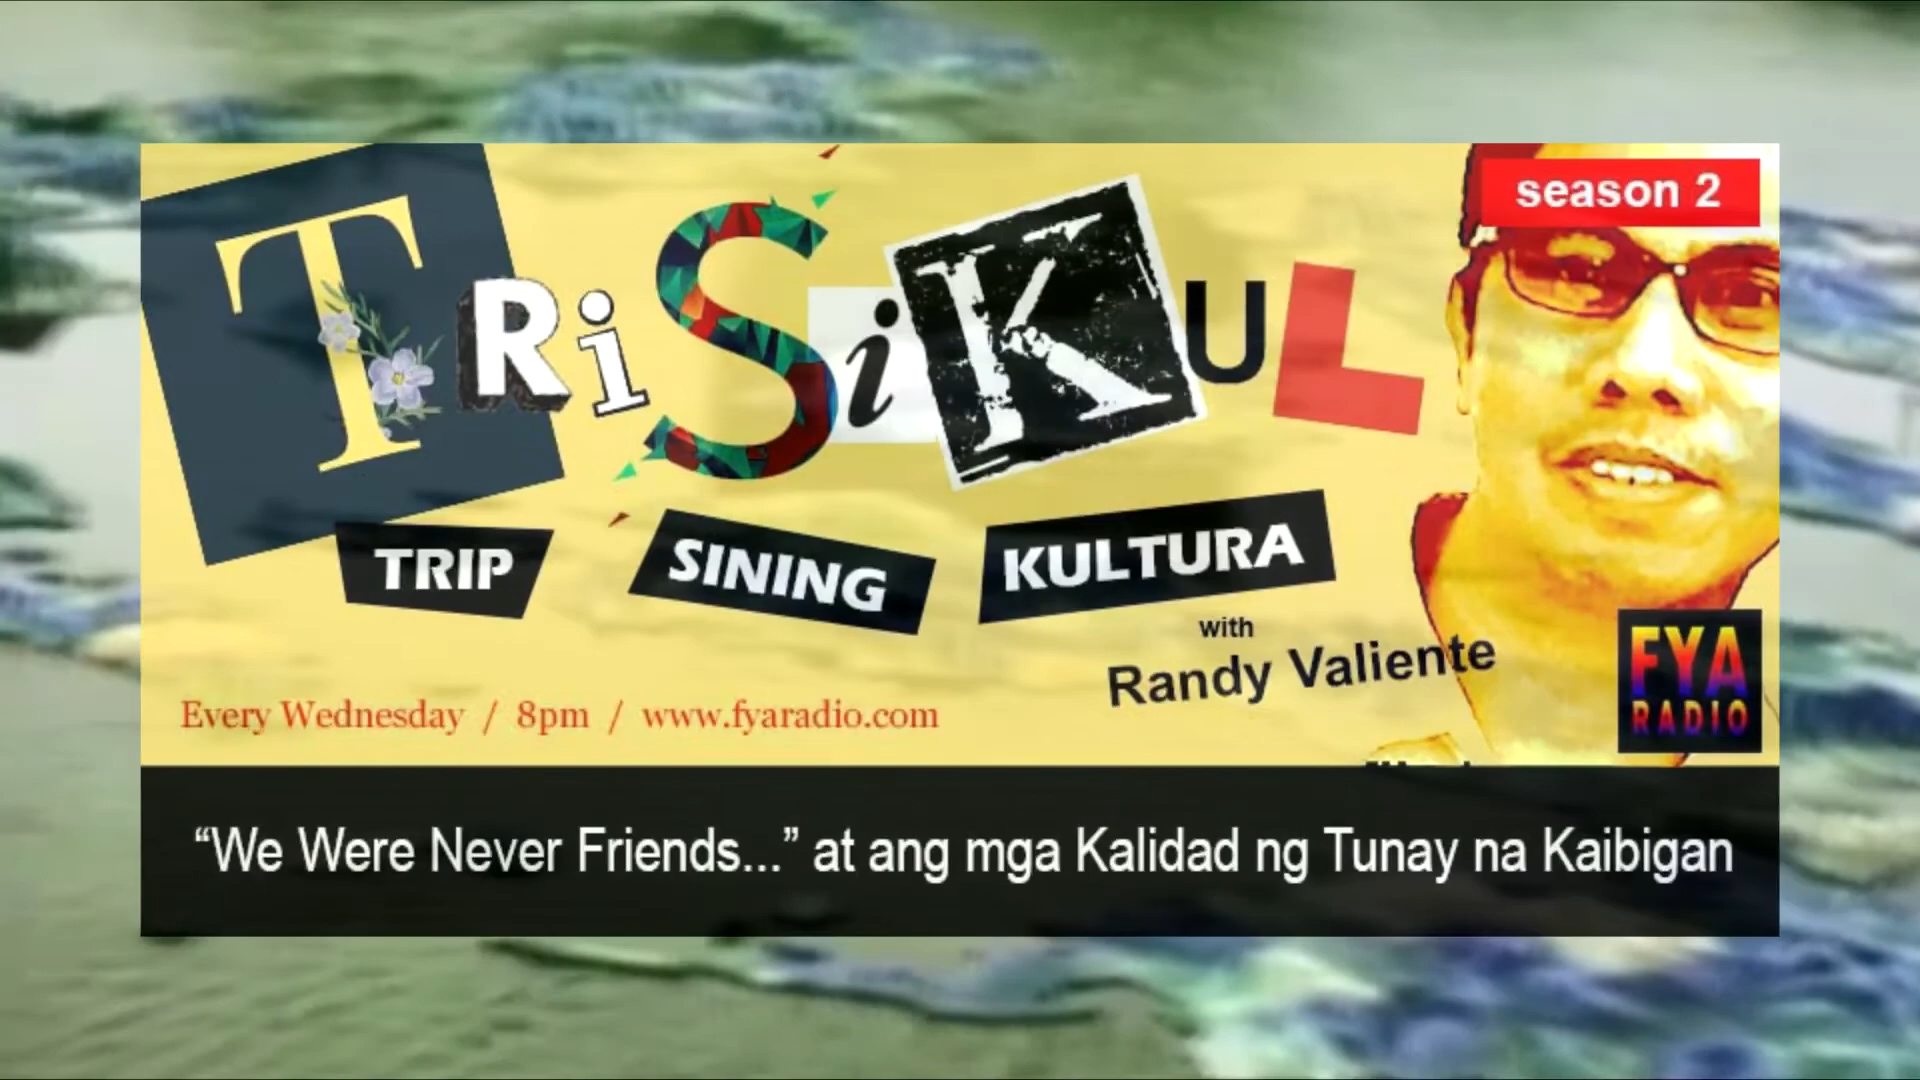 season 2
TRiSiKUL
TRIP SINING KULTURA
with
Randy Valiente
Every Wednesday / 8pm / www.fyaradio.com
FYA
RADIO
“We Were Never Friends...” at ang mga Kalidad ng Tunay na Kaibigan